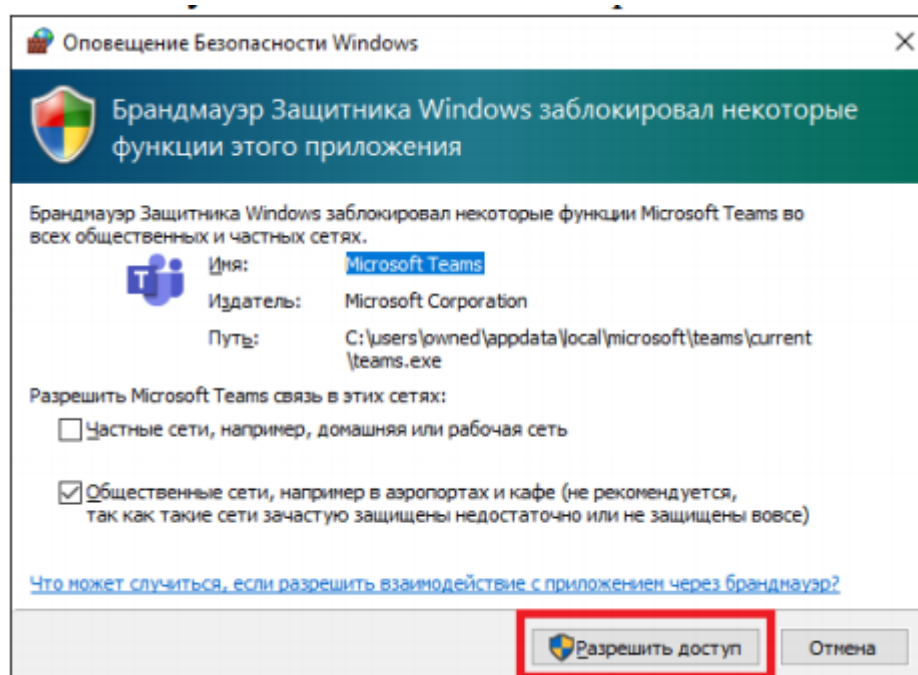 Оповещение Безопасности Windows
Брандмауэр Защитника Windows заблокировал некоторые
функции этого приложения
Брандмауэр Защитника Windows заблокировал некоторые функции Microsoft Teams во
всех общественных и частных сетях.
Имя: Microsoft Teams
Издатель: Microsoft Corporation
Путь: C:\users\owned\appdata\local\microsoft\teams\current
\teams.exe
Разрешить Microsoft Teams связь в этих сетях:
Частные сети, например, домашняя или рабочая сеть
Общественные сети, например в аэропортах и кафе (не рекомендуется,
так как такие сети зачастую защищены недостаточно или не защищены вовсе)
Что может случиться, если разрешить взаимодействие с приложением через брандмауэр?
Разрешить доступ Отмена